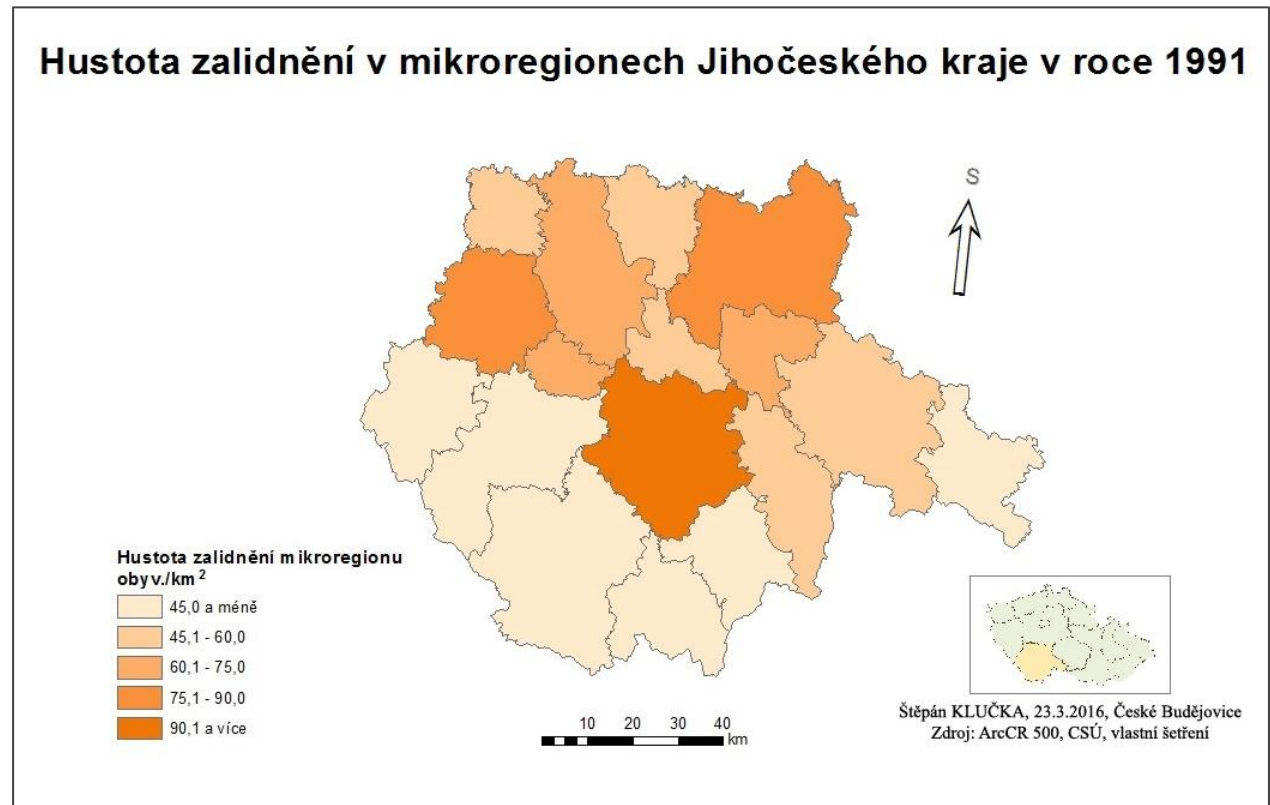 Hustota zalidnění v mikroregionech Jihočeského kraje v roce 1991
S
Hustota zalidnění mikroregionu
obyv./km²
45,0 a méně
45,1 - 60,0
60,1 - 75,0
75,1 - 90,0
90,1 a více
10 20 30 40
km
Štěpán KLUČKA, 23.3.2016, České Budějovice
Zdroj: ArcCR 500, CSÚ, vlastní šetření